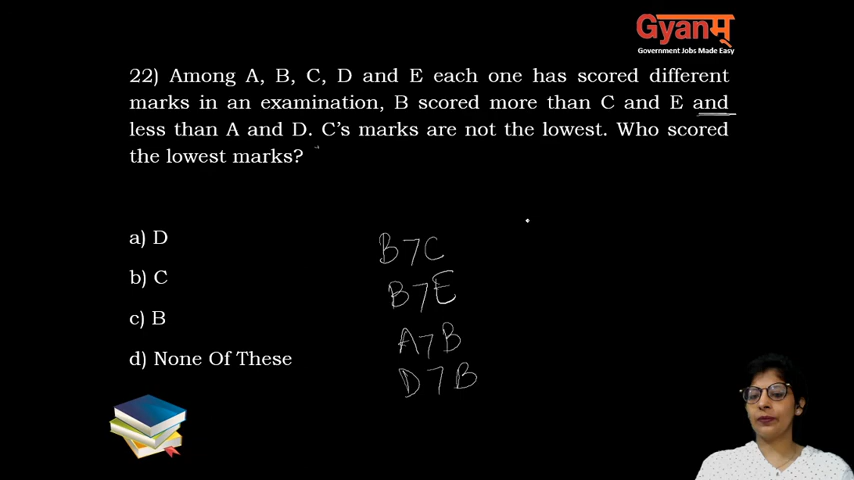 Gyanम्
Government Jobs Made Easy
22) Among A, B, C, D and E each one has scored different
marks in an examination, B scored more than C and E and
less than A and D. C's marks are not the lowest. Who scored
the lowest marks?
a) D
b) C
c) B
d) None Of These
B > C
B > E
A > B
D > B